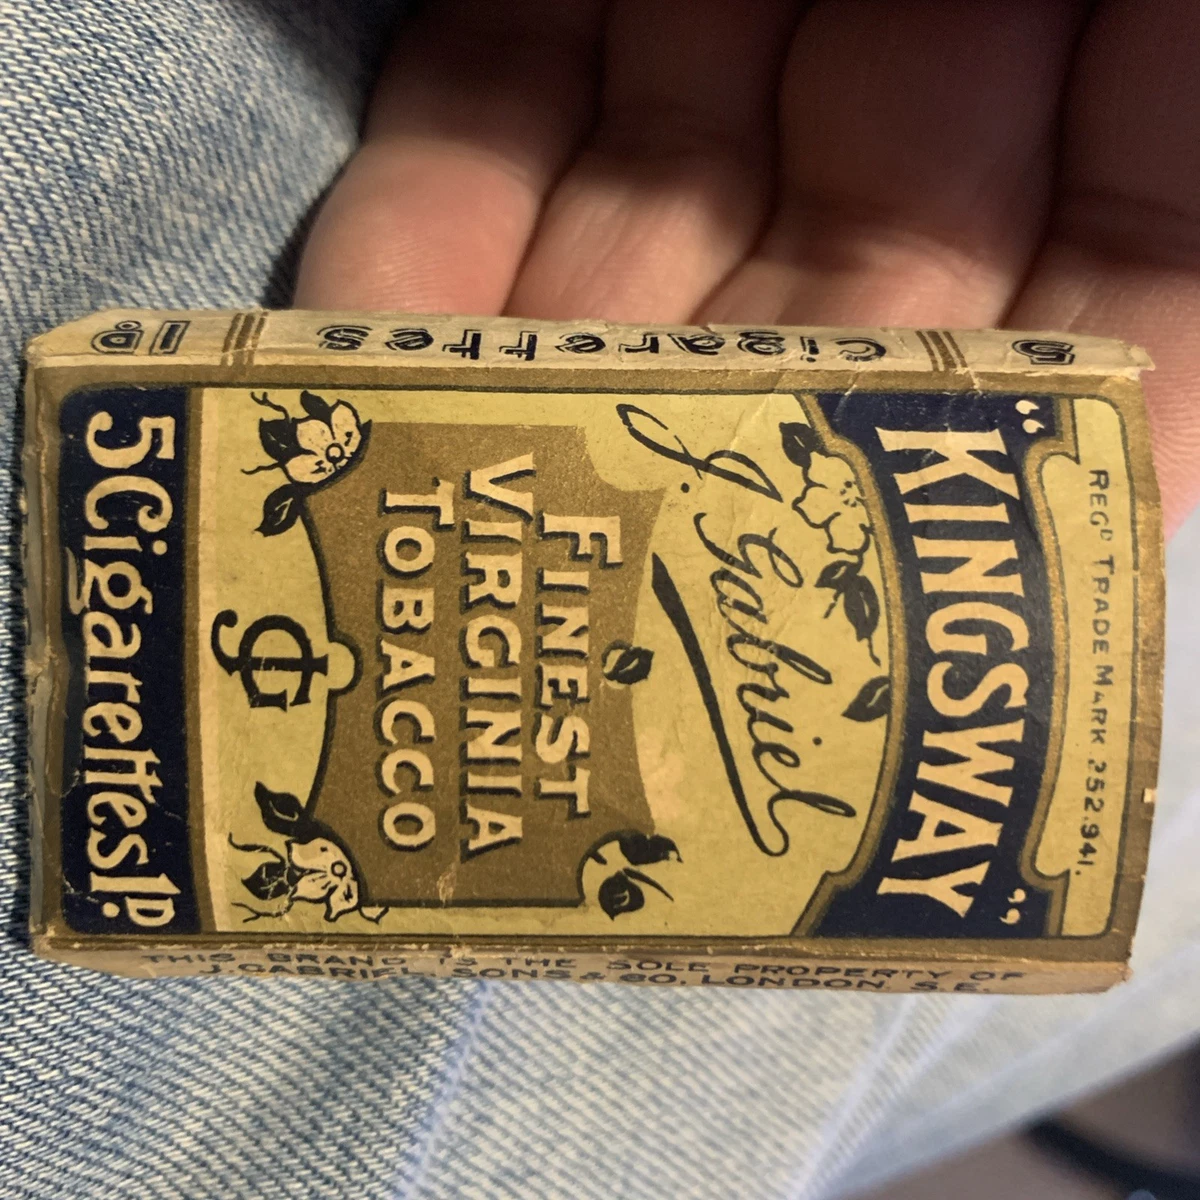 REGD TRADE MARK 252.941.
"KINGSWAY"
J. Gabriel
FINEST
VIRGINIA
TOBACCO
JG
5 Cigarettes 1D.
5 CIGARETTES 1D
THIS BRAND IS THE SOLE PROPERTY OF
J. GABRIEL, SONS & CO. LONDON, S.E.